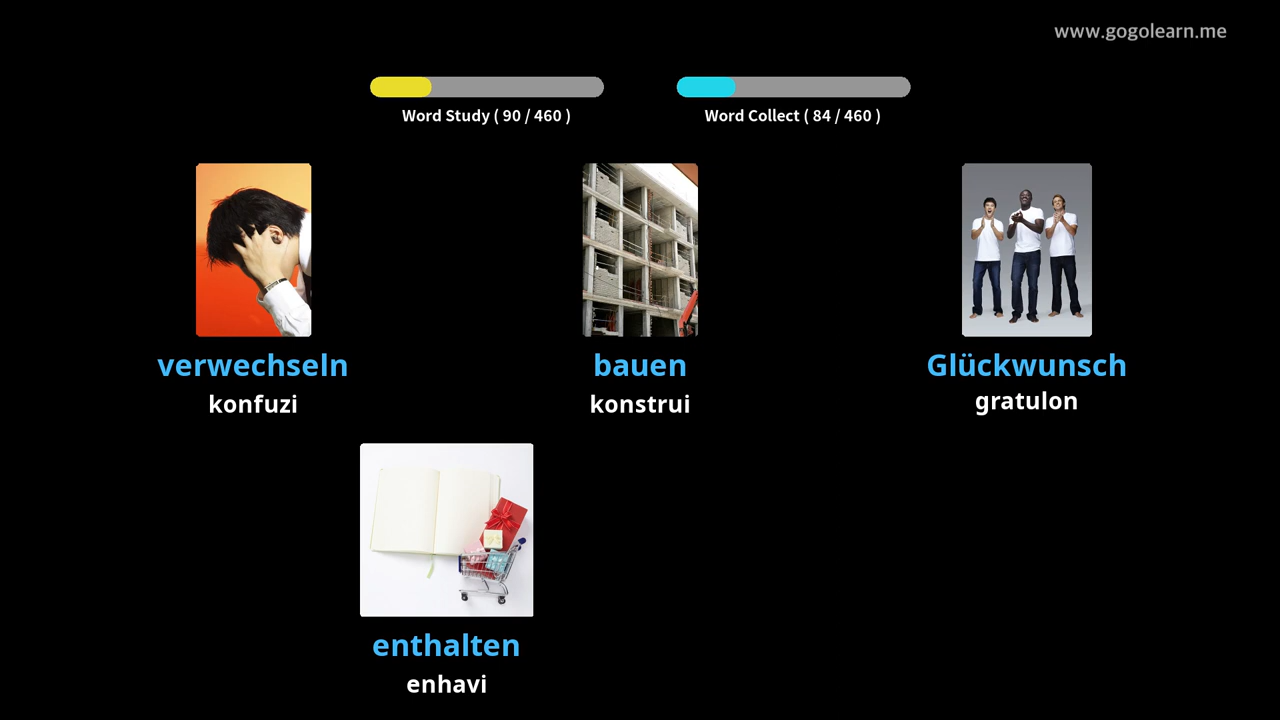 www.gogolearn.me
Word Study ( 90 / 460 )
Word Collect ( 84 / 460 )
verwechseln
konfuzi
bauen
konstrui
Glückwunsch
gratulon
enthalten
enhavi